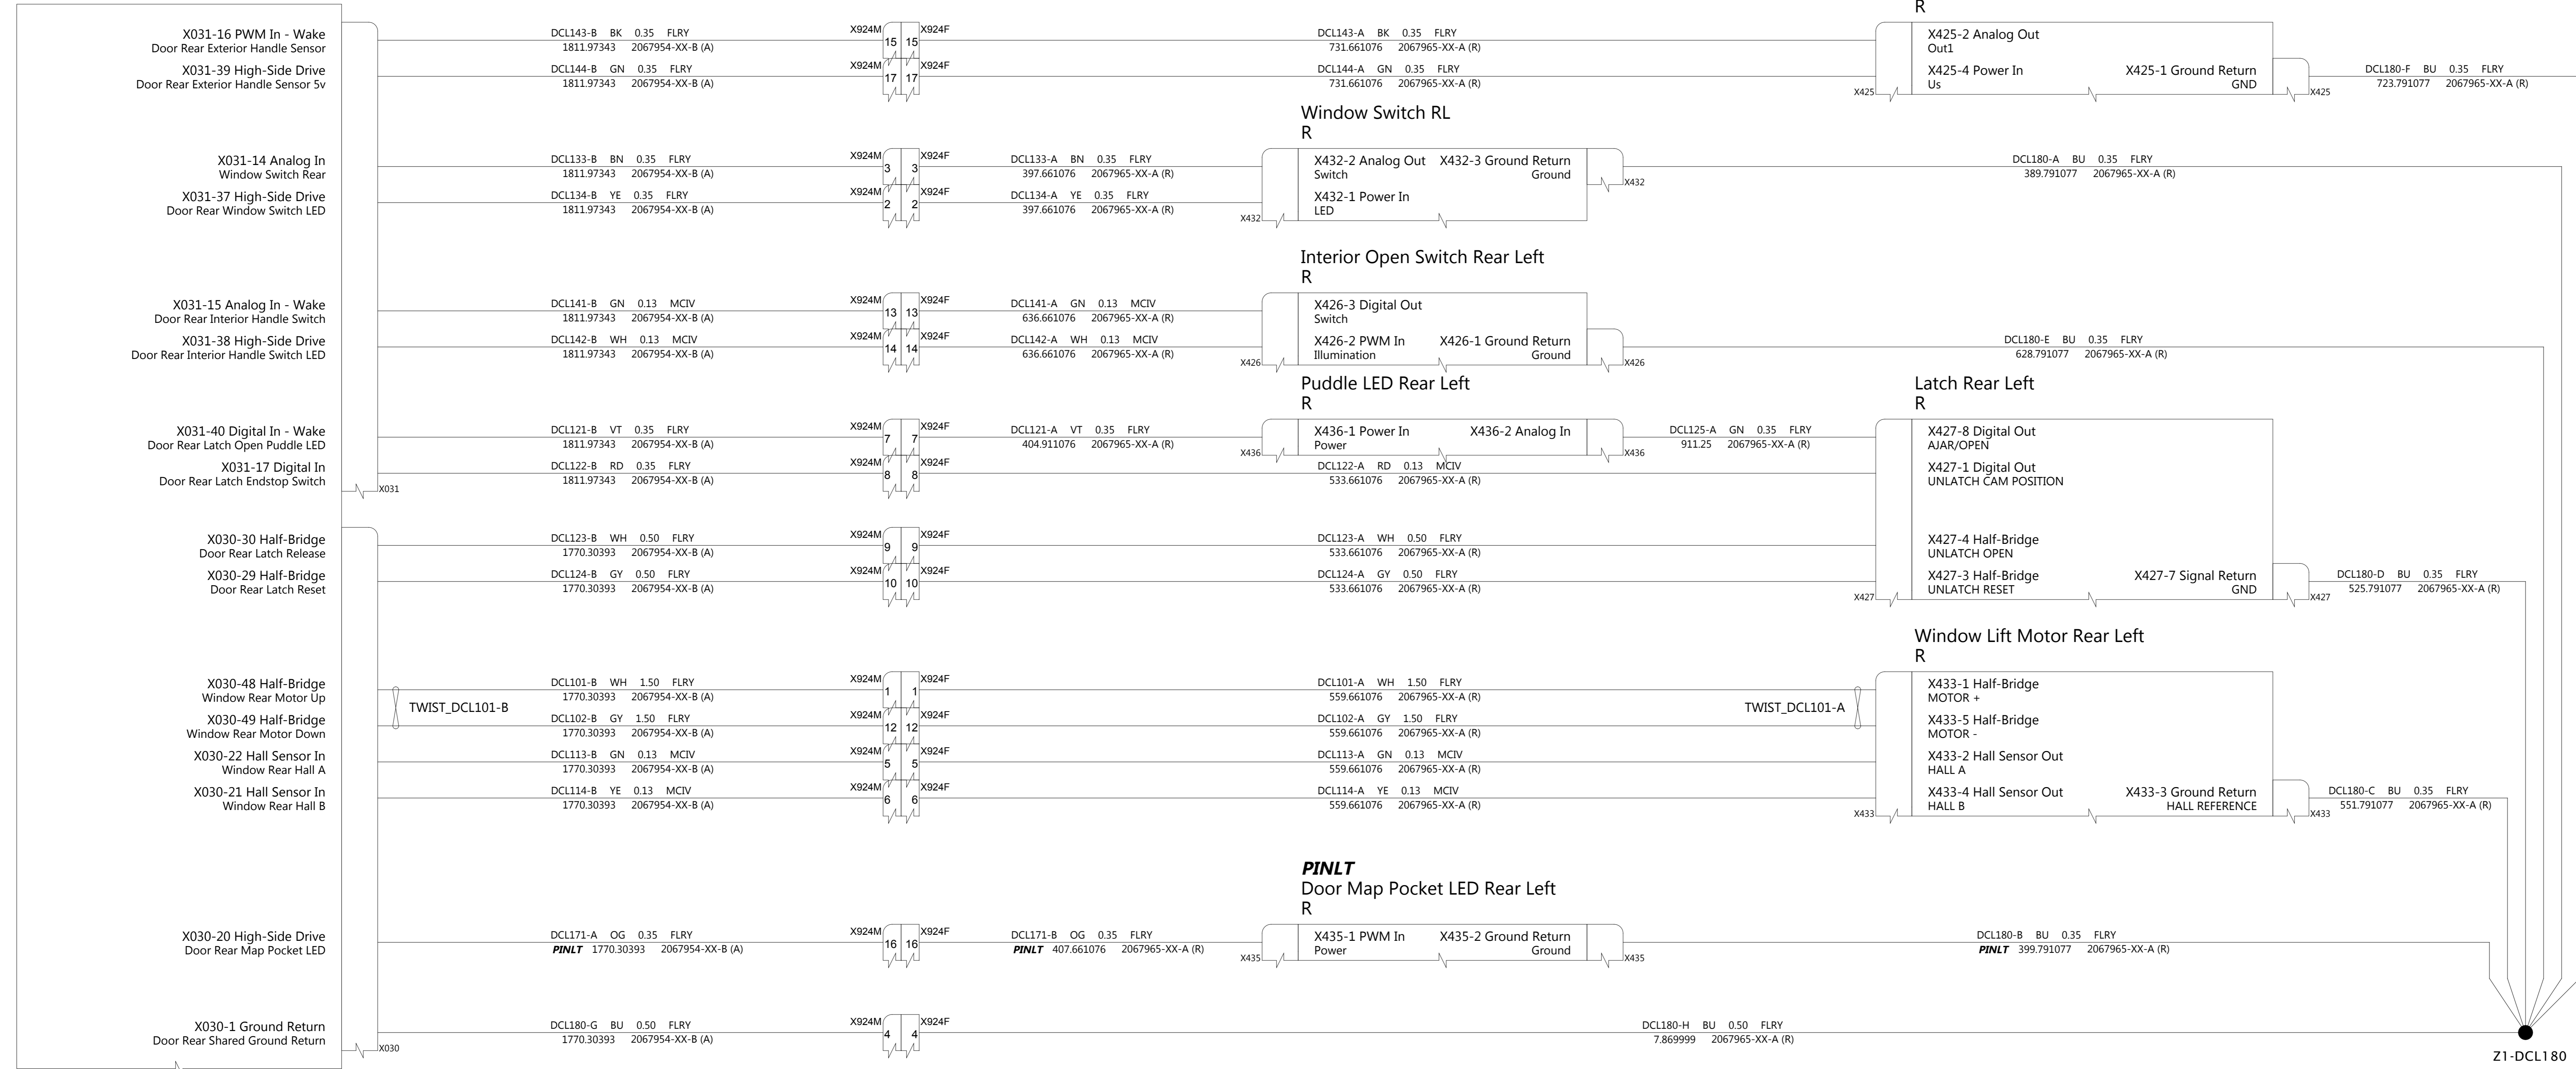 R
X031-16 PWM In - Wake
Door Rear Exterior Handle Sensor
DCL143-B BK 0.35 FLRY
1811.97343 2067954-XX-B (A)
X924M 15 15 X924F
DCL143-A BK 0.35 FLRY
731.661076 2067965-XX-A (R)
X425-2 Analog Out
Out1
X031-39 High-Side Drive
Door Rear Exterior Handle Sensor 5v
DCL144-B GN 0.35 FLRY
1811.97343 2067954-XX-B (A)
X924M 17 17 X924F
DCL144-A GN 0.35 FLRY
731.661076 2067965-XX-A (R)
X425
X425-4 Power In
Us
X425-1 Ground Return
GND
X425
DCL180-F BU 0.35 FLRY
723.791077 2067965-XX-A (R)
Window Switch RL
R
X031-14 Analog In
Window Switch Rear
DCL133-B BN 0.35 FLRY
1811.97343 2067954-XX-B (A)
X924M 3 3 X924F
DCL133-A BN 0.35 FLRY
397.661076 2067965-XX-A (R)
X432-2 Analog Out
Switch
X432-3 Ground Return
Ground
X432
DCL180-A BU 0.35 FLRY
389.791077 2067965-XX-A (R)
X031-37 High-Side Drive
Door Rear Window Switch LED
DCL134-B YE 0.35 FLRY
1811.97343 2067954-XX-B (A)
X924M 2 2 X924F
DCL134-A YE 0.35 FLRY
397.661076 2067965-XX-A (R)
X432
X432-1 Power In
LED
Interior Open Switch Rear Left
R
X031-15 Analog In - Wake
Door Rear Interior Handle Switch
DCL141-B GN 0.13 MCIV
1811.97343 2067954-XX-B (A)
X924M 13 13 X924F
DCL141-A GN 0.13 MCIV
636.661076 2067965-XX-A (R)
X426-3 Digital Out
Switch
X031-38 High-Side Drive
Door Rear Interior Handle Switch LED
DCL142-B WH 0.13 MCIV
1811.97343 2067954-XX-B (A)
X924M 14 14 X924F
DCL142-A WH 0.13 MCIV
636.661076 2067965-XX-A (R)
X426
X426-2 PWM In
Illumination
X426-1 Ground Return
Ground
X426
DCL180-E BU 0.35 FLRY
628.791077 2067965-XX-A (R)
Puddle LED Rear Left
R
Latch Rear Left
R
X031-40 Digital In - Wake
Door Rear Latch Open Puddle LED
DCL121-B VT 0.35 FLRY
1811.97343 2067954-XX-B (A)
X924M 7 7 X924F
DCL121-A VT 0.35 FLRY
404.911076 2067965-XX-A (R)
X436
X436-1 Power In
Power
X436-2 Analog In
X436
DCL125-A GN 0.35 FLRY
911.25 2067965-XX-A (R)
X427-8 Digital Out
AJAR/OPEN
X031-17 Digital In
Door Rear Latch Endstop Switch
X031
DCL122-B RD 0.35 FLRY
1811.97343 2067954-XX-B (A)
X924M 8 8 X924F
DCL122-A RD 0.13 MCIV
533.661076 2067965-XX-A (R)
X427-1 Digital Out
UNLATCH CAM POSITION
X030-30 Half-Bridge
Door Rear Latch Release
DCL123-B WH 0.50 FLRY
1770.30393 2067954-XX-B (A)
X924M 9 9 X924F
DCL123-A WH 0.50 FLRY
533.661076 2067965-XX-A (R)
X427-4 Half-Bridge
UNLATCH OPEN
X030-29 Half-Bridge
Door Rear Latch Reset
DCL124-B GY 0.50 FLRY
1770.30393 2067954-XX-B (A)
X924M 10 10 X924F
DCL124-A GY 0.50 FLRY
533.661076 2067965-XX-A (R)
X427
X427-3 Half-Bridge
UNLATCH RESET
X427-7 Signal Return
GND
X427
DCL180-D BU 0.35 FLRY
525.791077 2067965-XX-A (R)
Window Lift Motor Rear Left
R
X030-48 Half-Bridge
Window Rear Motor Up
TWIST_DCL101-B
DCL101-B WH 1.50 FLRY
1770.30393 2067954-XX-B (A)
X924M 1 1 X924F
DCL101-A WH 1.50 FLRY
559.661076 2067965-XX-A (R)
TWIST_DCL101-A
X433-1 Half-Bridge
MOTOR +
X030-49 Half-Bridge
Window Rear Motor Down
DCL102-B GY 1.50 FLRY
1770.30393 2067954-XX-B (A)
X924M 12 12 X924F
DCL102-A GY 1.50 FLRY
559.661076 2067965-XX-A (R)
X433-5 Half-Bridge
MOTOR -
X030-22 Hall Sensor In
Window Rear Hall A
DCL113-B GN 0.13 MCIV
1770.30393 2067954-XX-B (A)
X924M 5 5 X924F
DCL113-A GN 0.13 MCIV
559.661076 2067965-XX-A (R)
X433-2 Hall Sensor Out
HALL A
X030-21 Hall Sensor In
Window Rear Hall B
DCL114-B YE 0.13 MCIV
1770.30393 2067954-XX-B (A)
X924M 6 6 X924F
DCL114-A YE 0.13 MCIV
559.661076 2067965-XX-A (R)
X433
X433-4 Hall Sensor Out
HALL B
X433-3 Ground Return
HALL REFERENCE
X433
DCL180-C BU 0.35 FLRY
551.791077 2067965-XX-A (R)
PINLT
Door Map Pocket LED Rear Left
R
X030-20 High-Side Drive
Door Rear Map Pocket LED
DCL171-A OG 0.35 FLRY
PINLT 1770.30393 2067954-XX-B (A)
X924M 16 16 X924F
DCL171-B OG 0.35 FLRY
PINLT 407.661076 2067965-XX-A (R)
X435
X435-1 PWM In
Power
X435-2 Ground Return
Ground
X435
DCL180-B BU 0.35 FLRY
PINLT 399.791077 2067965-XX-A (R)
X030-1 Ground Return
Door Rear Shared Ground Return
X030
DCL180-G BU 0.50 FLRY
1770.30393 2067954-XX-B (A)
X924M 4 4 X924F
DCL180-H BU 0.50 FLRY
7.869999 2067965-XX-A (R)
Z1-DCL180